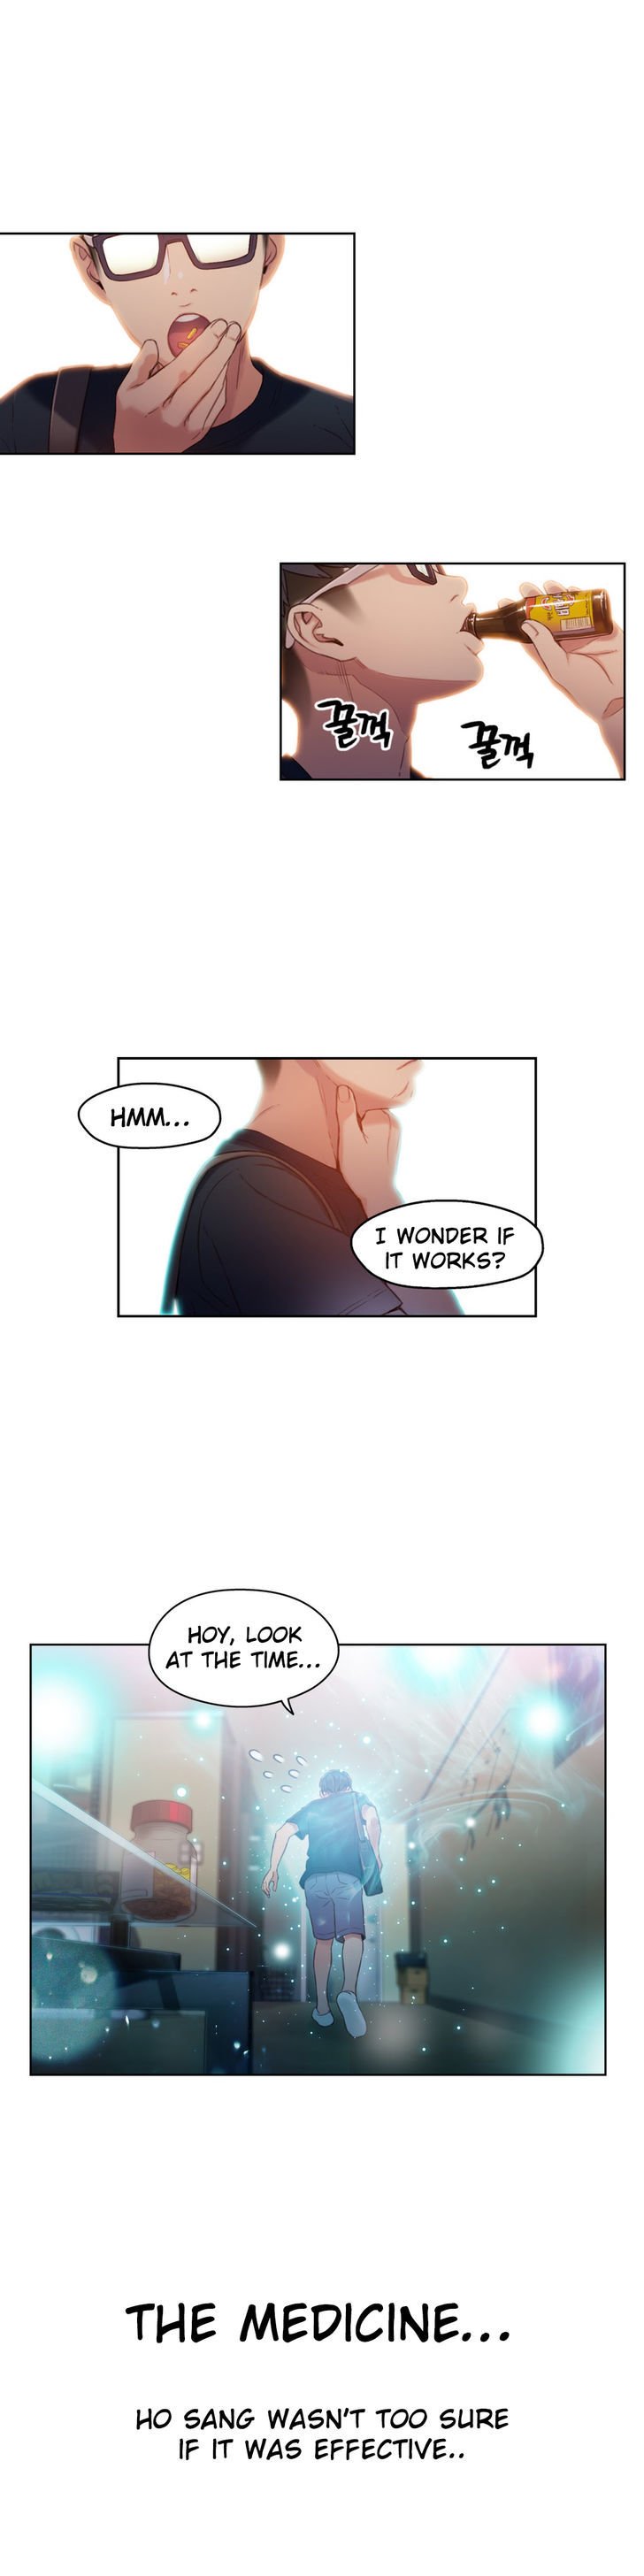 꿀꺽
꿀꺽
HMM...
I WONDER IF
IT WORKS?
HOY, LOOK
AT THE TIME...
THE MEDICINE...
HO SANG WASN'T TOO SURE
IF IT WAS EFFECTIVE..